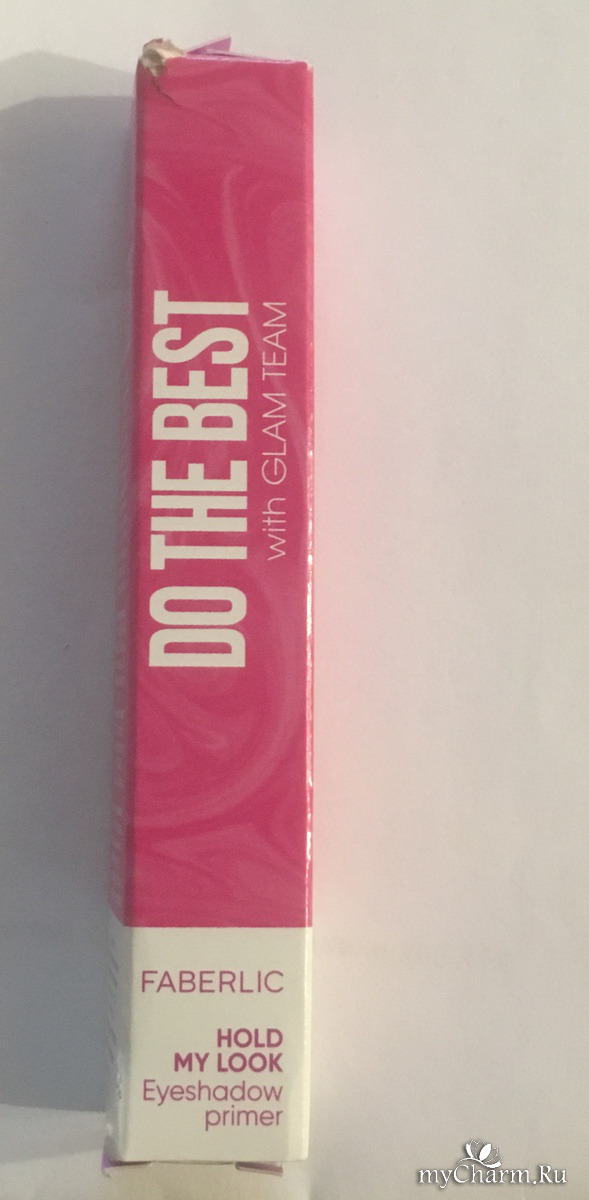 DO THE BEST
with GLAM TEAM
FABERLIC
HOLD
MY LOOK
Eyeshadow
primer
myCharm.Ru